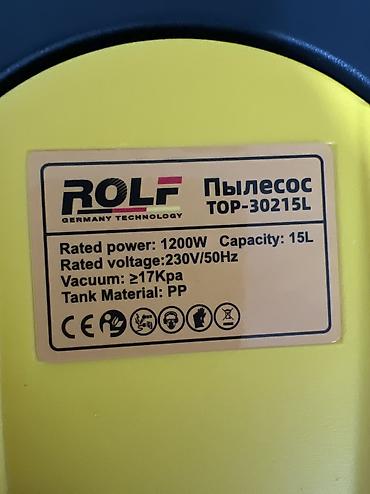 ROLF
GERMANY TECHNOLOGY
Пылесос
TOP-30215L
Rated power: 1200W Capacity: 15L
Rated voltage:230V/50Hz
Vacuum: ≥17Kpa
Tank Material: PP
CE